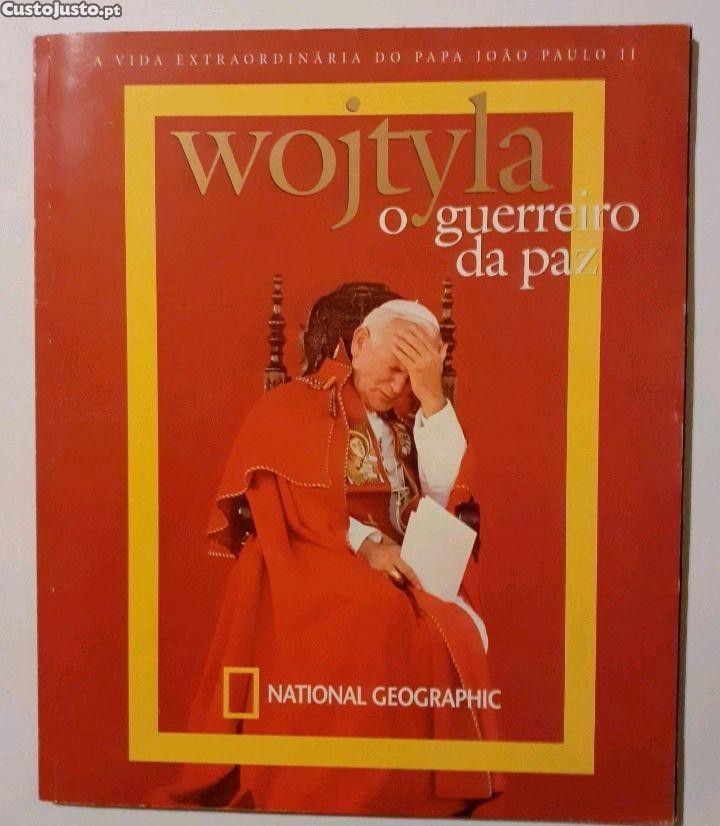 CustoJusto.pt
A VIDA EXTRAORDINÁRIA DO PAPA JOÃO PAULO II
wojtyla
o guerreiro
da paz
NATIONAL GEOGRAPHIC